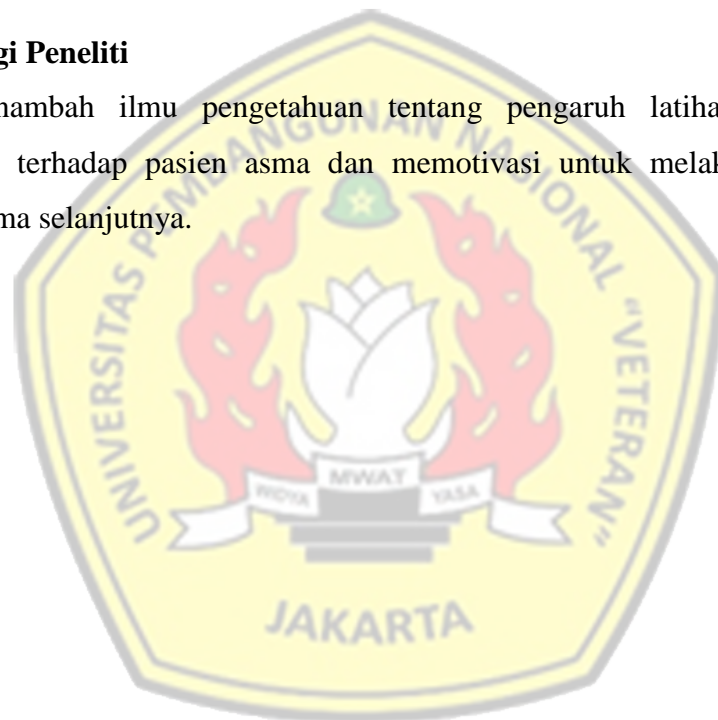 gi Peneliti
nambah ilmu pengetahuan tentang pengaruh latiha
terhadap pasien asma dan memotivasi untuk melak
ma selanjutnya.
UNIVERSITAS PEMBANGUNAN NASIONAL "VETERAN"
WIDYA MWAT YASA
JAKARTA